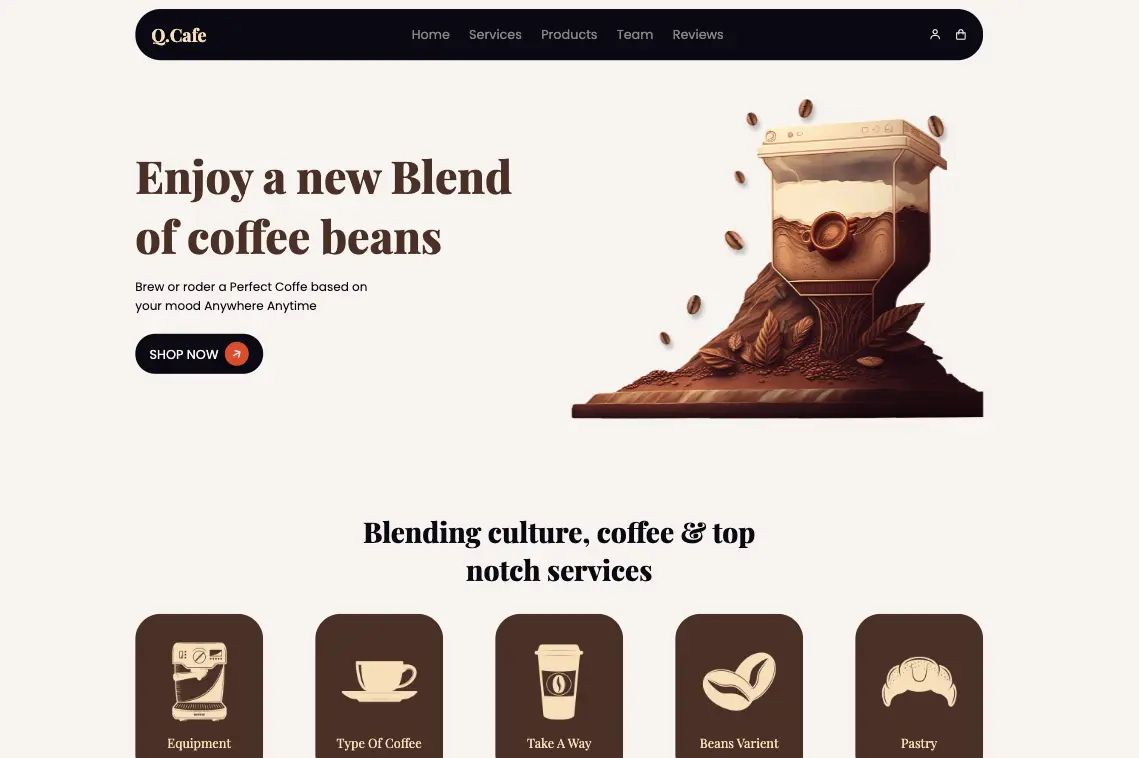 Q.Cafe
Home Services Products Team Reviews
Enjoy a new Blend
of coffee beans
Brew or roder a Perfect Coffe based on
your mood Anywhere Anytime
SHOP NOW
Blending culture, coffee & top
notch services
Equipment
Type Of Coffee
Take A Way
Beans Varient
Pastry